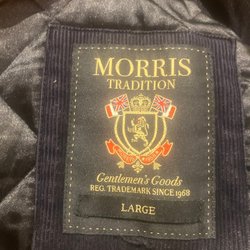 MORRIS
TRADITION
Gentlemen's Goods
REG. TRADEMARK SINCE 1968
LARGE